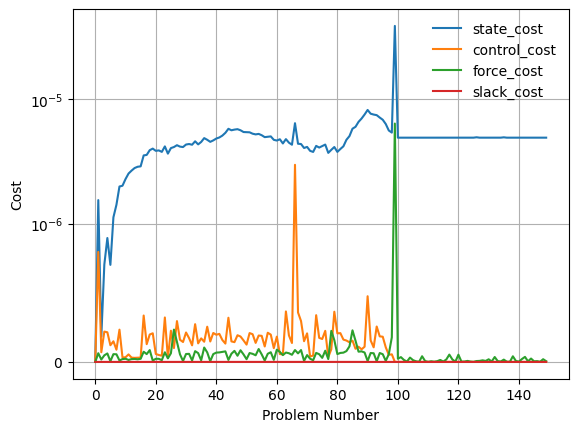 state_cost
control_cost
force_cost
slack_cost
Cost
10⁻⁵
10⁻⁶
0
0 20 40 60 80 100 120 140
Problem Number